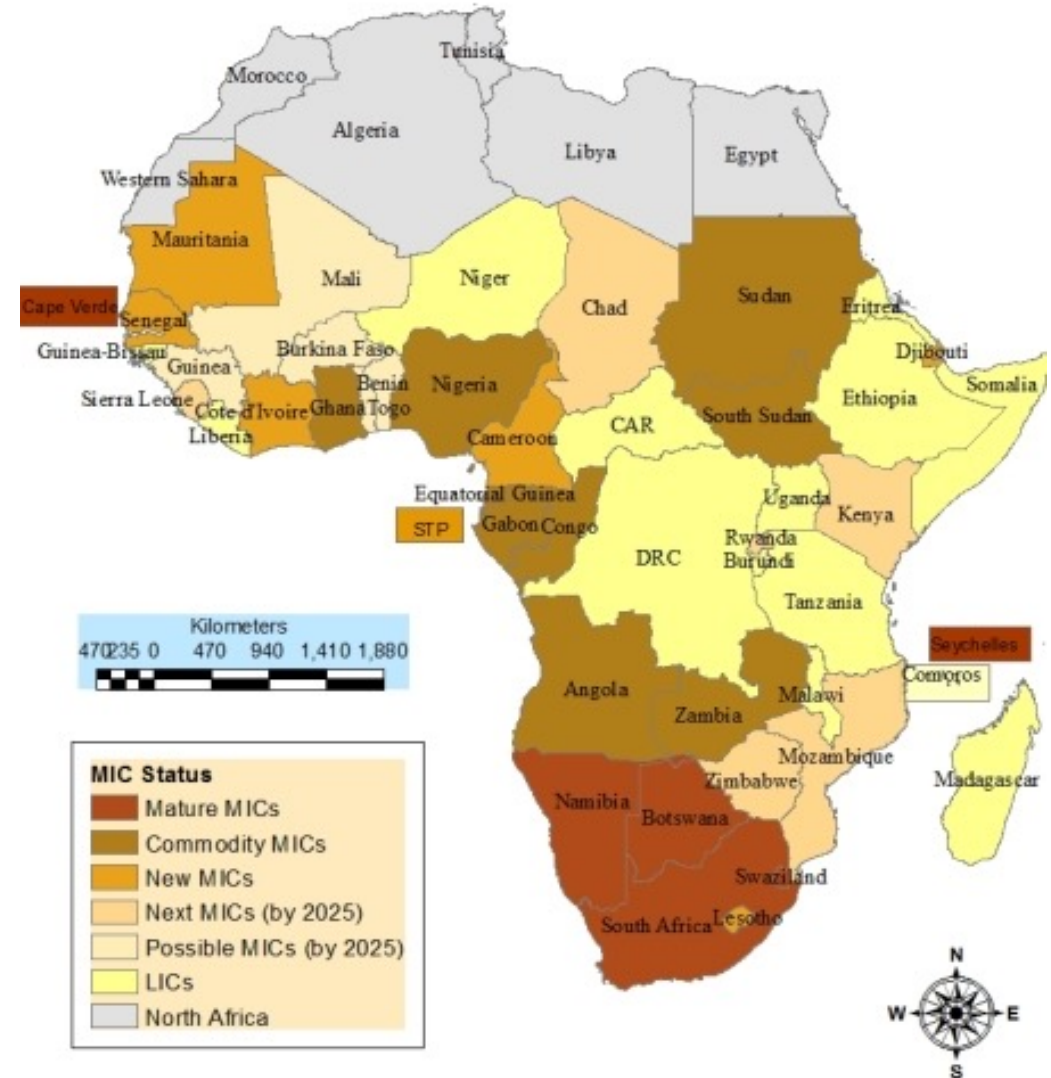 Tunisia
Morocco
Algeria
Libya
Egypt
Western Sahara
Mauritania
Mali
Niger
Chad
Sudan
Eritrea
Cape Verde
Senegal
Guinea-Bissau
Guinea
Burkina Faso
Djibouti
Benin
Nigeria
Somalia
Sierra Leone
Cote d'Ivoire
Ghana
Togo
Ethiopia
South Sudan
CAR
Liberia
Cameroon
Equatorial Guinea
Uganda
STP
Gabon
Congo
Kenya
Rwanda
DRC
Burundi
Tanzania
Kilometers
470235 0 470 940 1,410 1,880
Seychelles
Comoros
Angola
Malawi
Zambia
Mozambique
Zimbabwe
Madagascar
Namibia
Botswana
Swaziland
South Africa
Lesotho
MIC Status
Mature MICs
Commodity MICs
New MICs
Next MICs (by 2025)
Possible MICs (by 2025)
LICs
North Africa
N
W
E
S